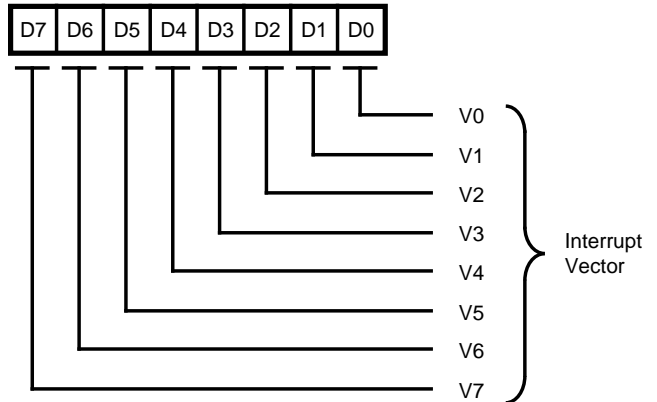 D7 D6 D5 D4 D3 D2 D1 D0
V0
V1
V2
V3
V4
V5
V6
V7
Interrupt
Vector